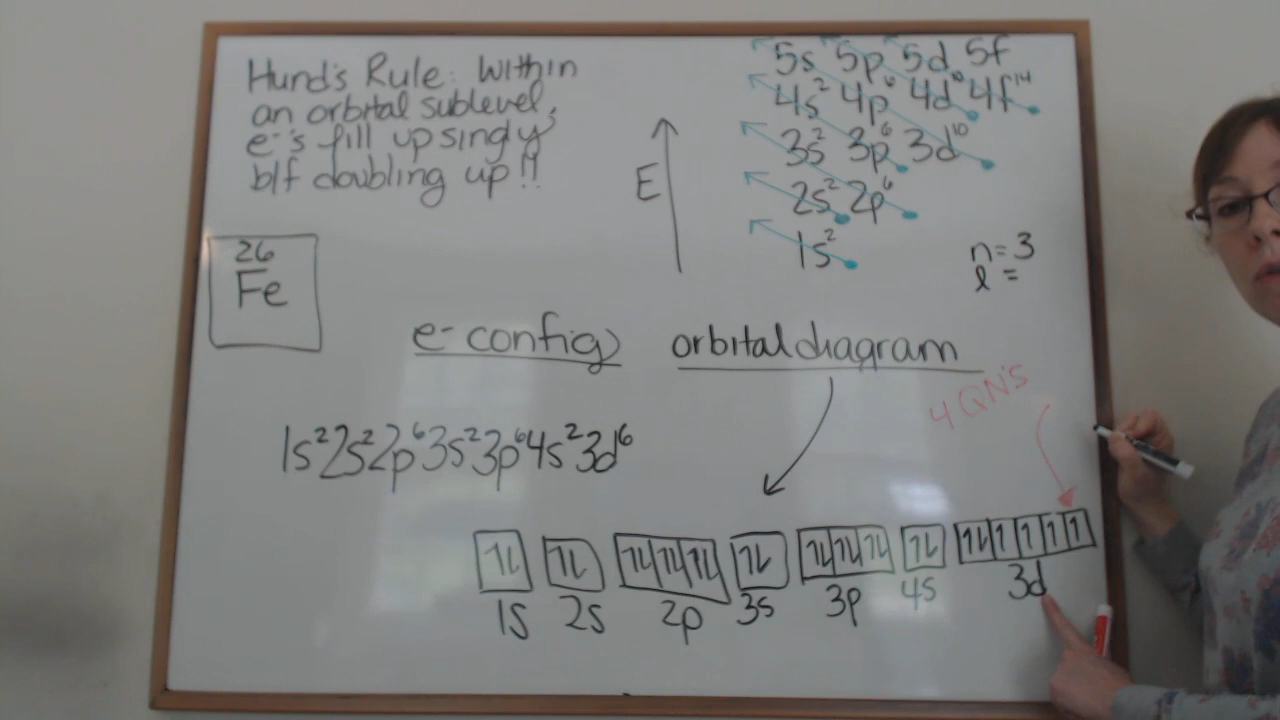 Hund's Rule: Within
an orbital sublevel,
e-'s fill up singly
b/f doubling up!!
5s 5p 5d 5f
4s² 4p⁶ 4d¹⁰ 4f¹⁴
3s² 3p⁶ 3d¹⁰
2s² 2p⁶
1s²
E
n = 3
l =
26
Fe
e- config
orbital diagram
4 QN's
1s²2s²2p⁶3s²3p⁶4s²3d⁶
1s 2s 2p 3s 3p 4s 3d